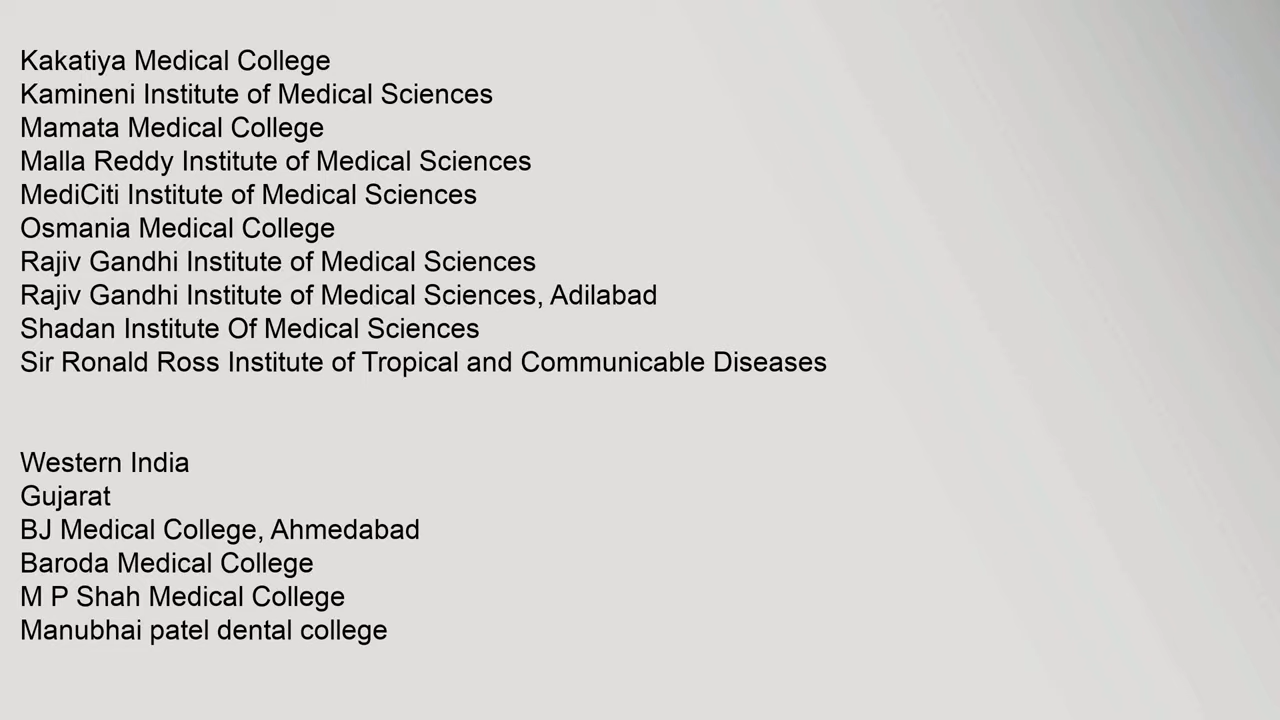 Kakatiya Medical College
Kamineni Institute of Medical Sciences
Mamata Medical College
Malla Reddy Institute of Medical Sciences
MediCiti Institute of Medical Sciences
Osmania Medical College
Rajiv Gandhi Institute of Medical Sciences
Rajiv Gandhi Institute of Medical Sciences, Adilabad
Shadan Institute Of Medical Sciences
Sir Ronald Ross Institute of Tropical and Communicable Diseases
Western India
Gujarat
BJ Medical College, Ahmedabad
Baroda Medical College
M P Shah Medical College
Manubhai patel dental college